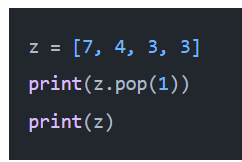 z = [7, 4, 3, 3]
print(z.pop(1))
print(z)